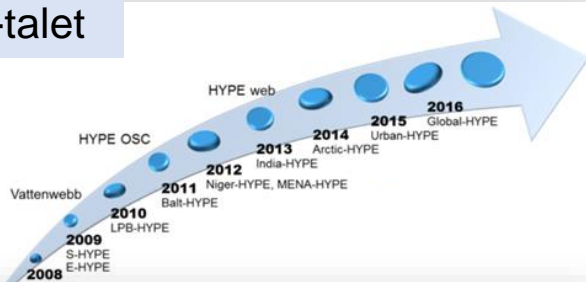 -talet
HYPE web
HYPE OSC
Vattenwebb
2016
Global-HYPE
2015
Urban-HYPE
2014
Arctic-HYPE
2013
India-HYPE
2012
Niger-HYPE, MENA-HYPE
2011
Balt-HYPE
2010
LPB-HYPE
2009
S-HYPE
E-HYPE
2008